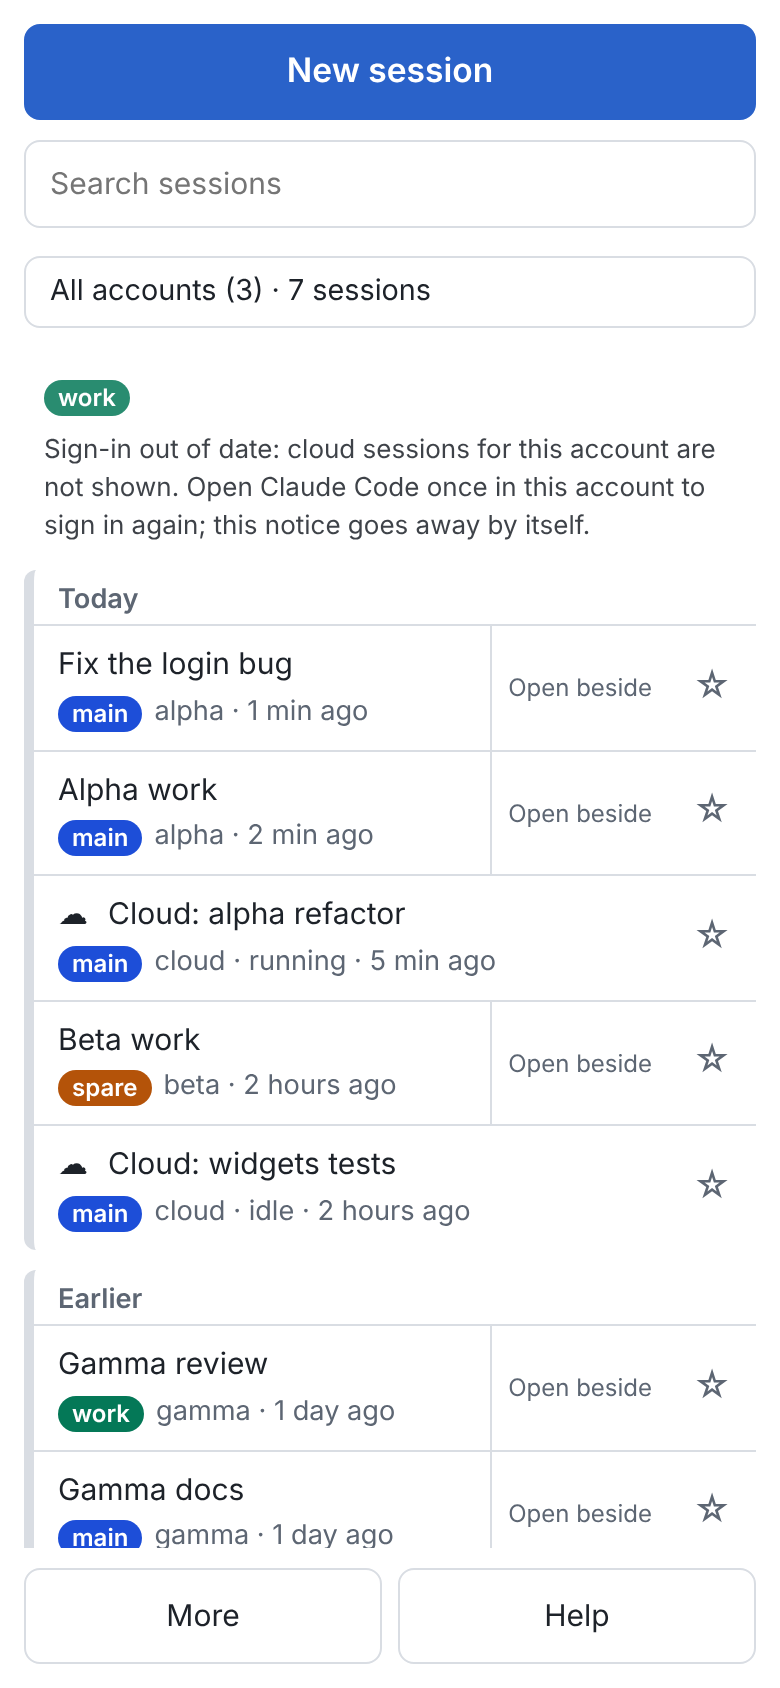 New session
Search sessions
All accounts (3) · 7 sessions
work
Sign-in out of date: cloud sessions for this account are
not shown. Open Claude Code once in this account to
sign in again; this notice goes away by itself.
Today
Fix the login bug
main alpha · 1 min ago
Open beside
Alpha work
main alpha · 2 min ago
Open beside
Cloud: alpha refactor
main cloud · running · 5 min ago
Beta work
spare beta · 2 hours ago
Open beside
Cloud: widgets tests
main cloud · idle · 2 hours ago
Earlier
Gamma review
work gamma · 1 day ago
Open beside
Gamma docs
main gamma · 1 day ago
Open beside
More
Help